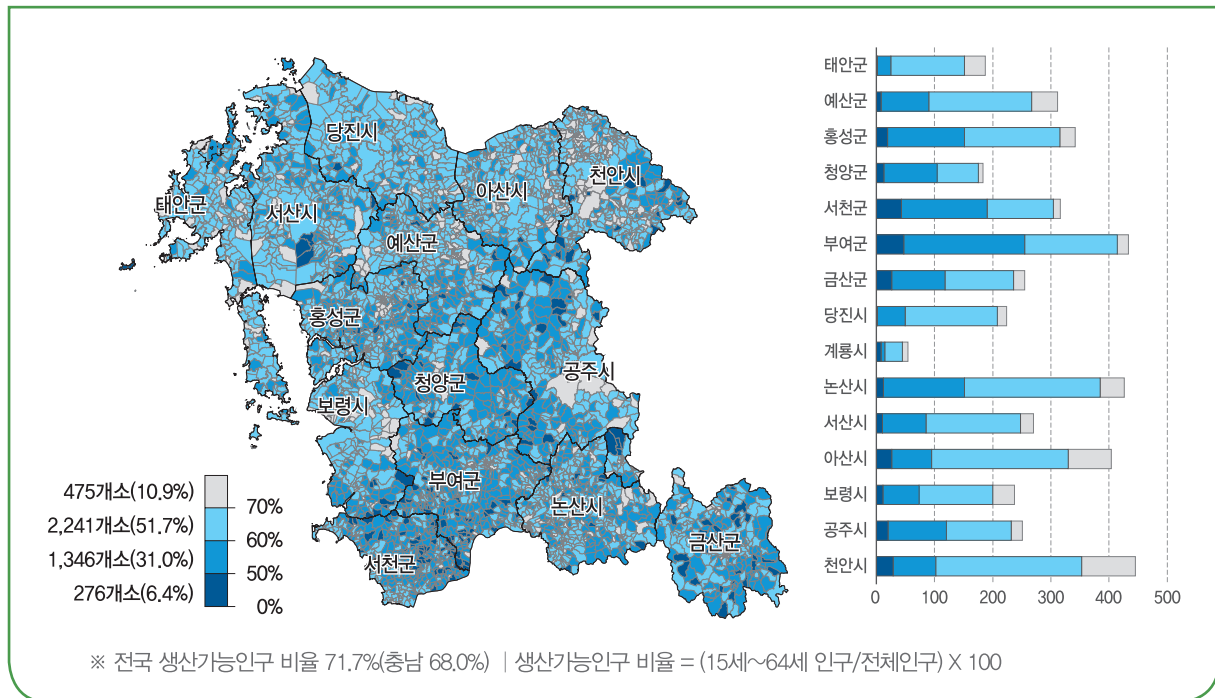 당진시
천안시
아산시
태안군
서산시
예산군
홍성군
공주시
청양군
보령시
부여군
논산시
금산군
서천군
475개소(10.9%)
2,241개소(51.7%)
1,346개소(31.0%)
276개소(6.4%)
70%
60%
50%
0%
태안군
예산군
홍성군
청양군
서천군
부여군
금산군
당진시
계룡시
논산시
서산시
아산시
보령시
공주시
천안시
0 100 200 300 400 500
※ 전국 생산가능인구 비율 71.7%(충남 68.0%) | 생산가능인구 비율 = (15세~64세 인구/전체인구) X 100